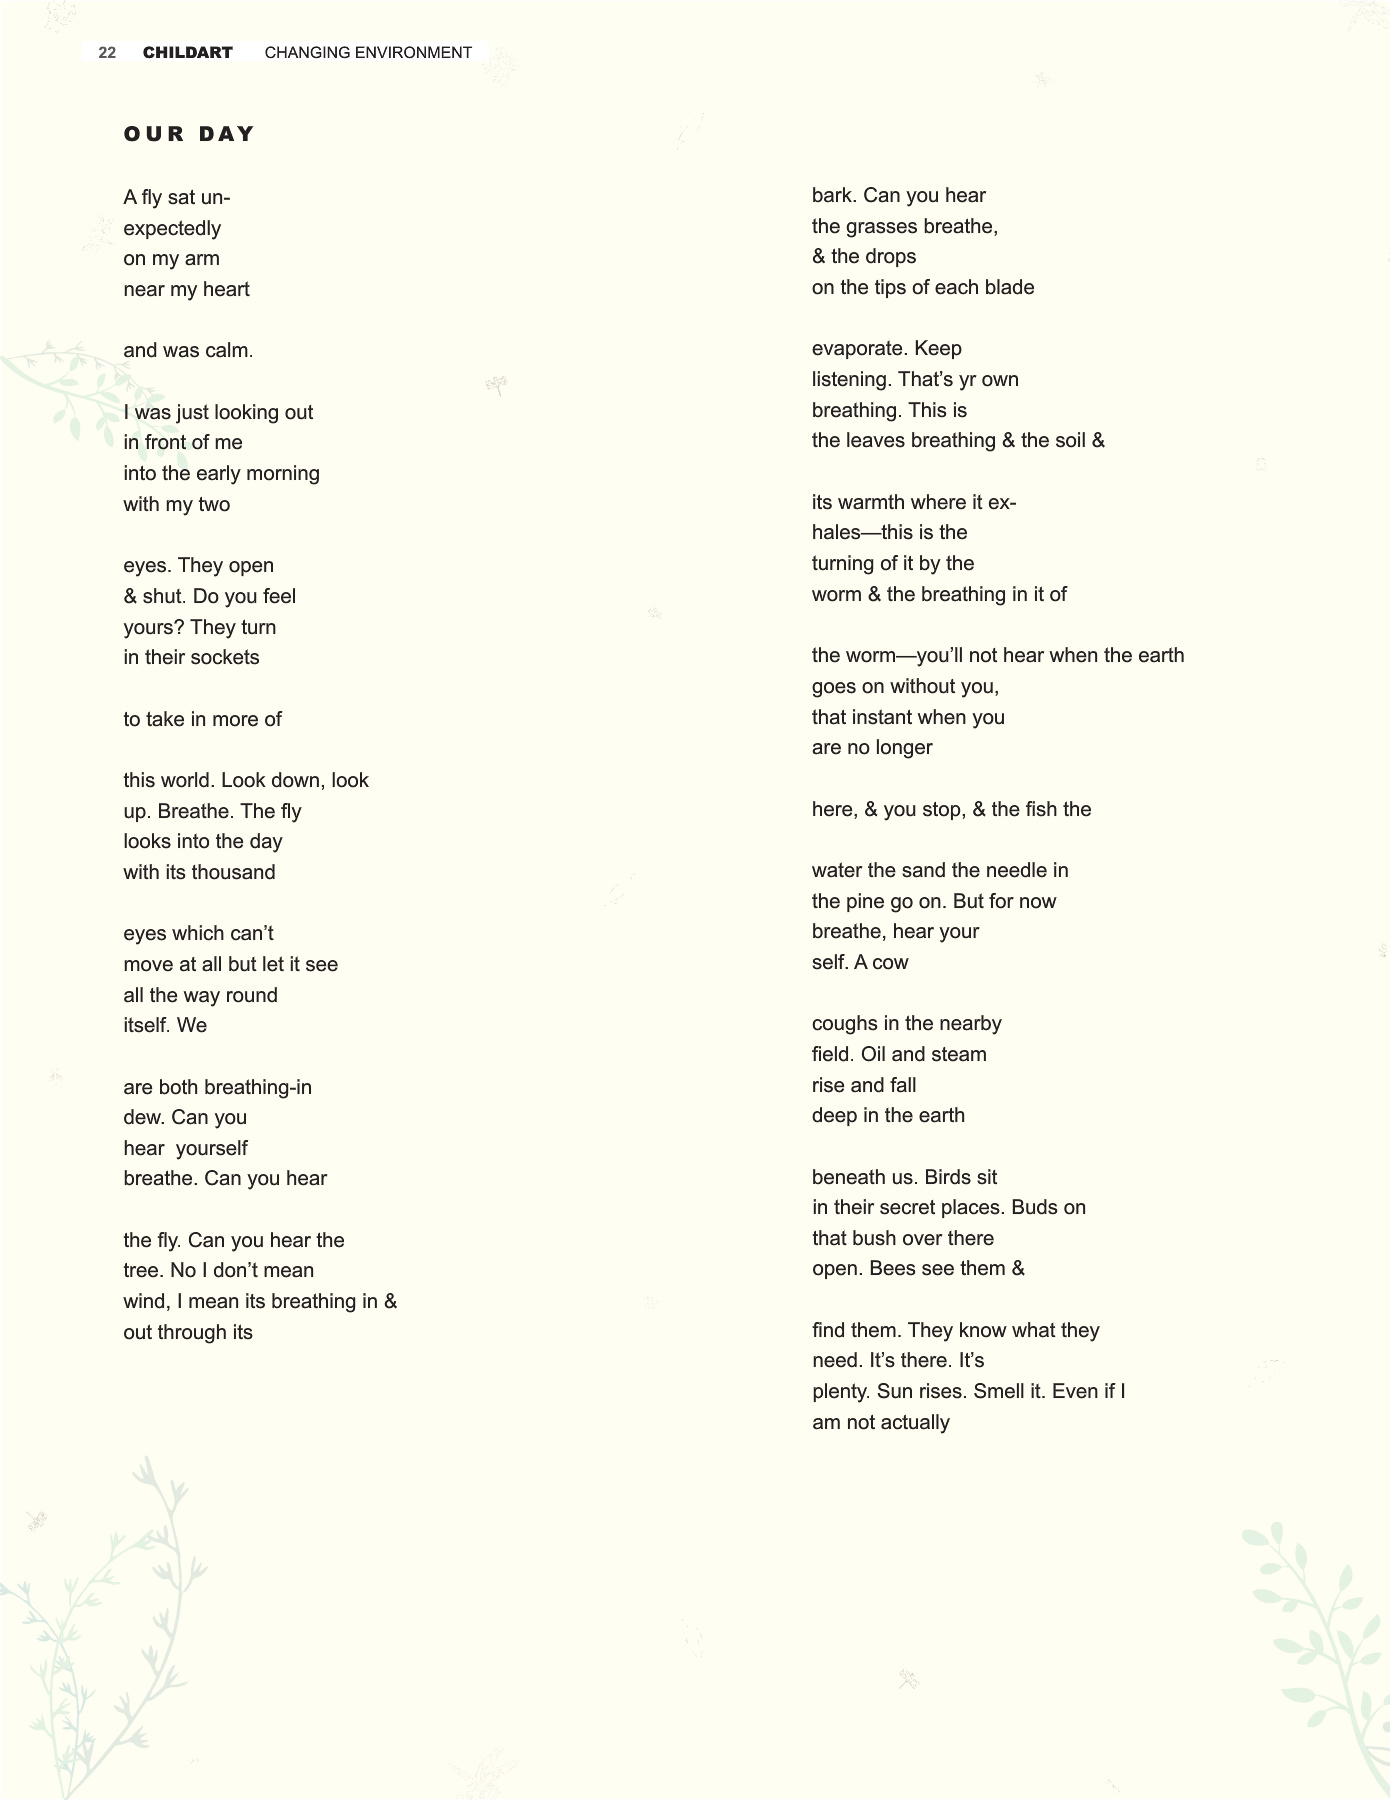 22 CHILDART CHANGING ENVIRONMENT
OUR DAY
A fly sat un-
expectedly
on my arm
near my heart
and was calm.
I was just looking out
in front of me
into the early morning
with my two
eyes. They open
& shut. Do you feel
yours? They turn
in their sockets
to take in more of
this world. Look down, look
up. Breathe. The fly
looks into the day
with its thousand
eyes which can’t
move at all but let it see
all the way round
itself. We
are both breathing-in
dew. Can you
hear  yourself
breathe. Can you hear
the fly. Can you hear the
tree. No I don’t mean
wind, I mean its breathing in &
out through its
bark. Can you hear
the grasses breathe,
& the drops
on the tips of each blade
evaporate. Keep
listening. That’s yr own
breathing. This is
the leaves breathing & the soil &
its warmth where it ex-
hales—this is the
turning of it by the
worm & the breathing in it of
the worm—you’ll not hear when the earth
goes on without you,
that instant when you
are no longer
here, & you stop, & the fish the
water the sand the needle in
the pine go on. But for now
breathe, hear your
self. A cow
coughs in the nearby
field. Oil and steam
rise and fall
deep in the earth
beneath us. Birds sit
in their secret places. Buds on
that bush over there
open. Bees see them &
find them. They know what they
need. It’s there. It’s
plenty. Sun rises. Smell it. Even if I
am not actually